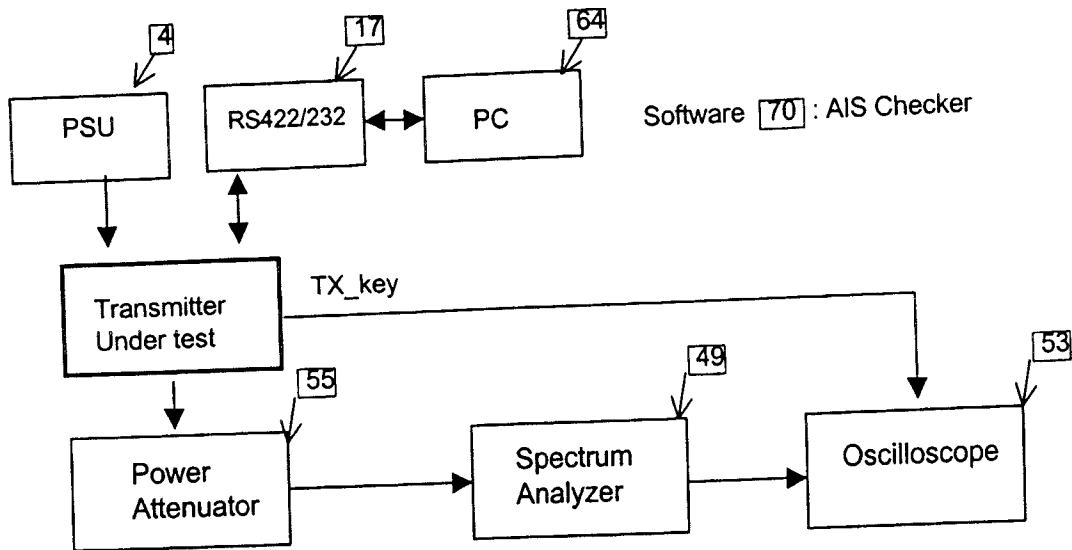 4
17
64
PSU
RS422/232
PC
Software 70 : AIS Checker
Transmitter
Under test
TX_key
55
49
53
Power
Attenuator
Spectrum
Analyzer
Oscilloscope